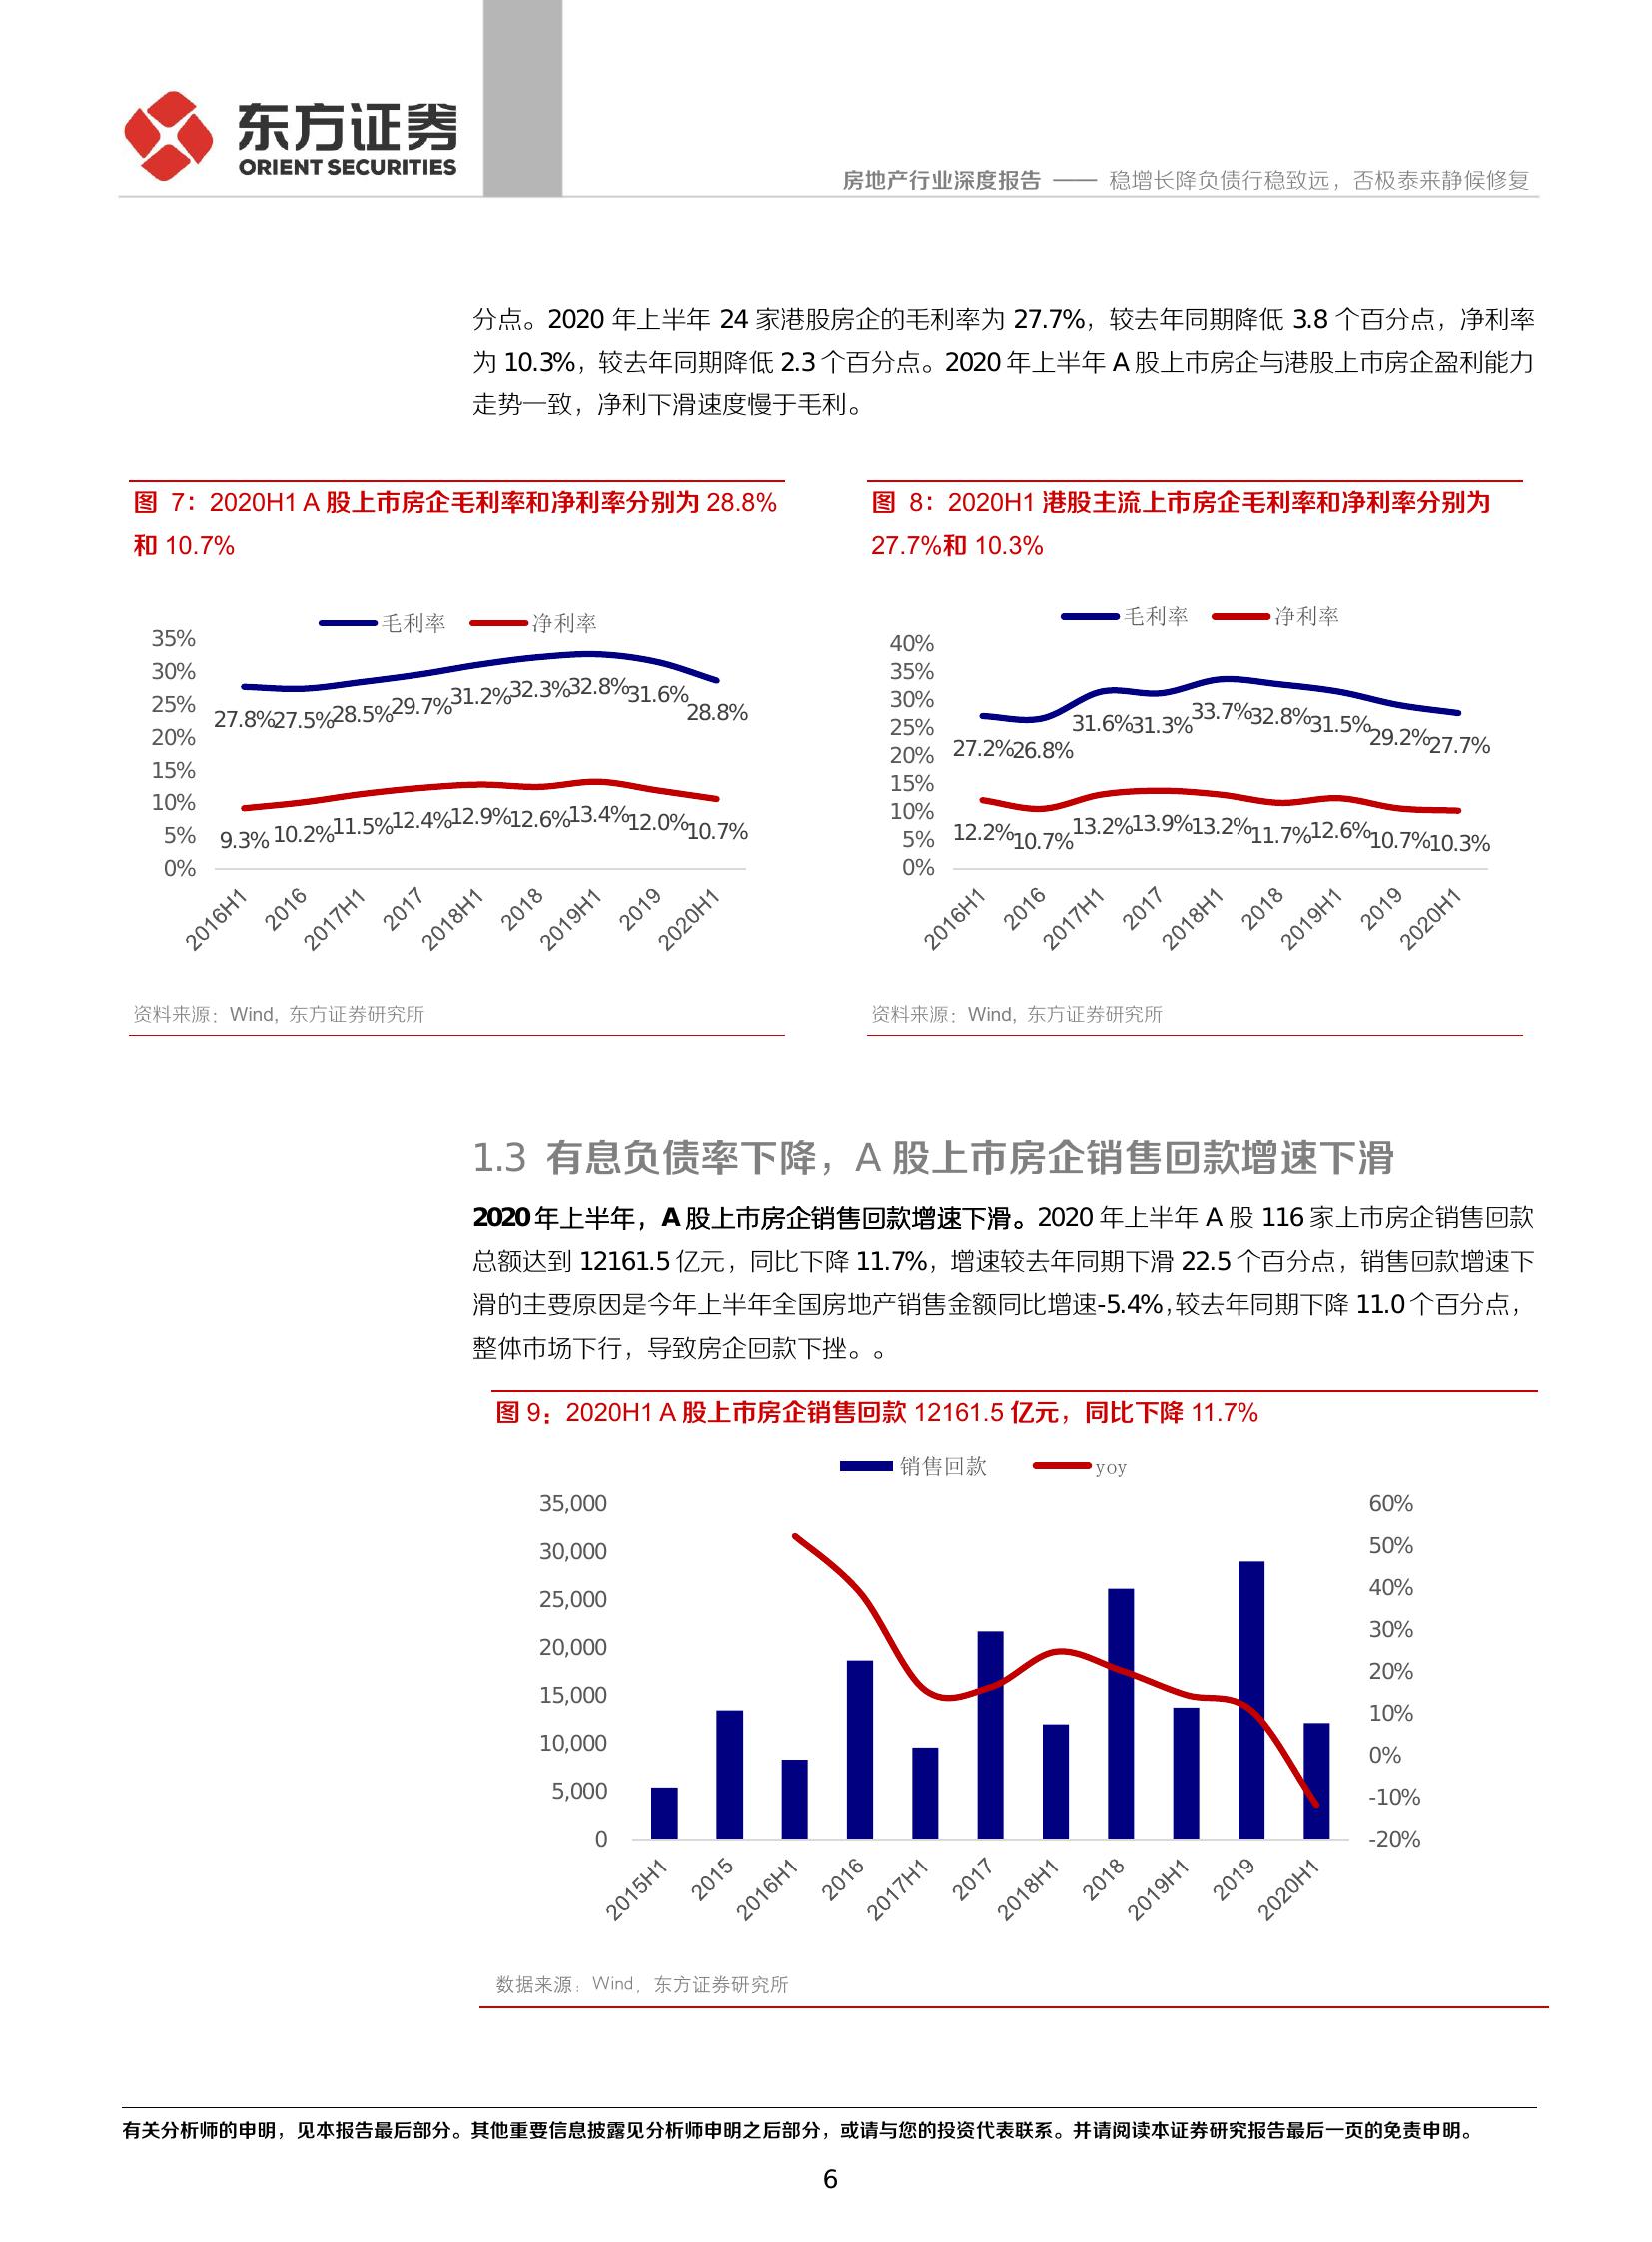 东方证券
ORIENT SECURITIES
房地产行业深度报告 —— 稳增长降负债行稳致远，否极泰来静候修复
分点。2020 年上半年 24 家港股房企的毛利率为 27.7%，较去年同期降低 3.8 个百分点，净利率
为 10.3%，较去年同期降低 2.3 个百分点。2020 年上半年 A 股上市房企与港股上市房企盈利能力
走势一致，净利下滑速度慢于毛利。
图 7：2020H1 A 股上市房企毛利率和净利率分别为 28.8%
和 10.7%
毛利率 净利率
35%
30%
25%
20%
15%
10%
5%
0%
27.8% 27.5% 28.5% 29.7% 31.2% 32.3% 32.8% 31.6% 28.8%
9.3% 10.2% 11.5% 12.4% 12.9% 12.6% 13.4% 12.0% 10.7%
2016H1 2016 2017H1 2017 2018H1 2018 2019H1 2019 2020H1
资料来源：Wind, 东方证券研究所
图 8：2020H1 港股主流上市房企毛利率和净利率分别为
27.7%和 10.3%
毛利率 净利率
40%
35%
30%
25%
20%
15%
10%
5%
0%
27.2% 26.8% 31.6% 31.3% 33.7% 32.8% 31.5% 29.2% 27.7%
12.2% 10.7% 13.2% 13.9% 13.2% 11.7% 12.6% 10.7% 10.3%
2016H1 2016 2017H1 2017 2018H1 2018 2019H1 2019 2020H1
资料来源：Wind, 东方证券研究所
1.3 有息负债率下降，A 股上市房企销售回款增速下滑
2020 年上半年，A 股上市房企销售回款增速下滑。2020 年上半年 A 股 116 家上市房企销售回款
总额达到 12161.5 亿元，同比下降 11.7%，增速较去年同期下滑 22.5 个百分点，销售回款增速下
滑的主要原因是今年上半年全国房地产销售金额同比增速-5.4%，较去年同期下降 11.0 个百分点，
整体市场下行，导致房企回款下挫。。
图 9：2020H1 A 股上市房企销售回款 12161.5 亿元，同比下降 11.7%
销售回款 yoy
35,000
30,000
25,000
20,000
15,000
10,000
5,000
0
60%
50%
40%
30%
20%
10%
0%
-10%
-20%
2015H1 2015 2016H1 2016 2017H1 2017 2018H1 2018 2019H1 2019 2020H1
数据来源：Wind，东方证券研究所
有关分析师的申明，见本报告最后部分。其他重要信息披露见分析师申明之后部分，或请与您的投资代表联系。并请阅读本证券研究报告最后一页的免责申明。
6